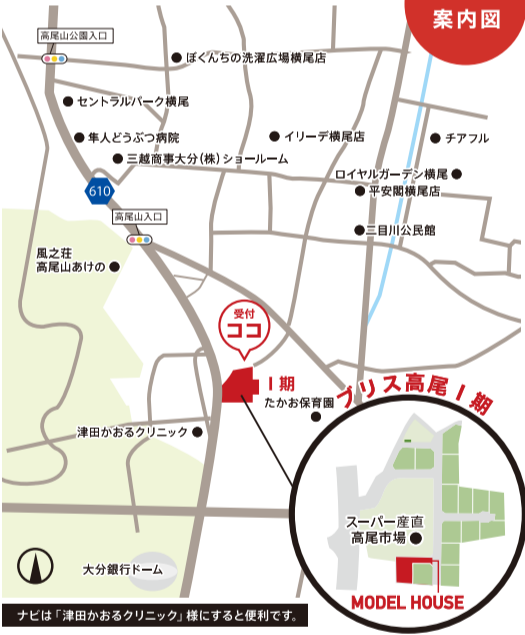 案内図
高尾山公園入口
ぼくんちの洗濯広場横尾店
セントラルパーク横尾
隼人どうぶつ病院
イリーデ横尾店
チアフル
三越商事大分(株)ショールーム
ロイヤルガーデン横尾
610
平安閣横尾店
高尾山入口
三目川公民館
風之荘
高尾山あけの
受付
ココ
Ⅰ期
たかお保育園
ブリス高尾Ⅰ期
津田かおるクリニック
スーパー産直
高尾市場
大分銀行ドーム
MODEL HOUSE
ナビは「津田かおるクリニック」様にすると便利です。